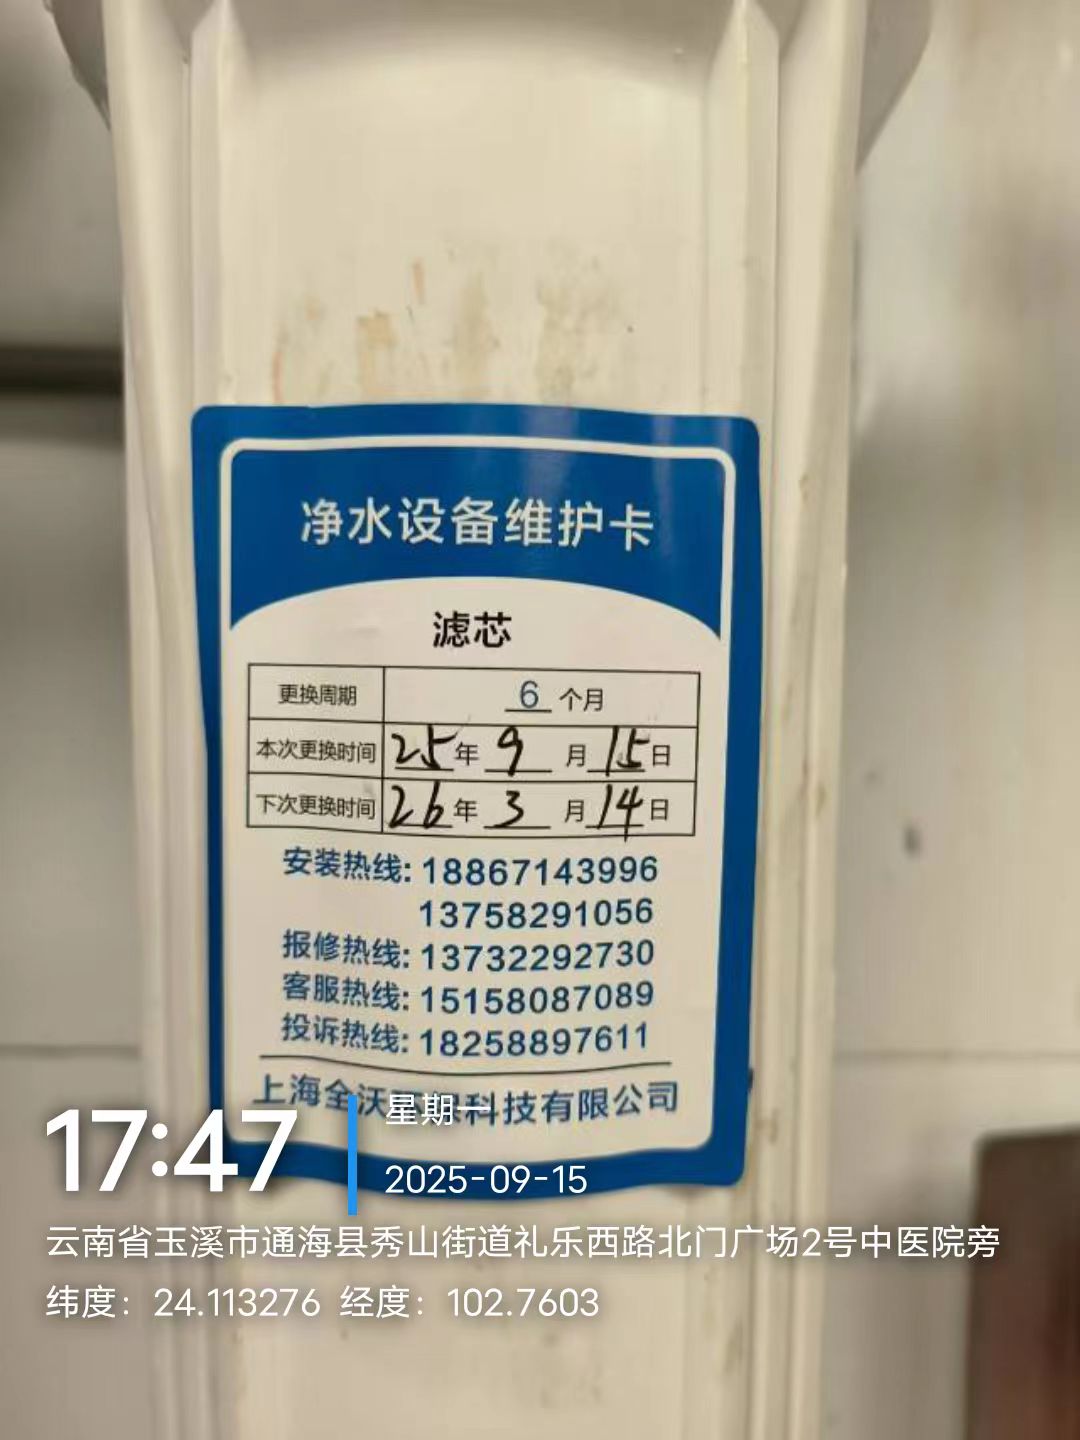 净水设备维护卡
滤芯
更换周期 6 个月
本次更换时间 25年 9 月 15日
下次更换时间 26年 3 月 14日
安装热线: 18867143996
13758291056
报修热线: 13732292730
客服热线: 15158087089
投诉热线: 18258897611
上海全沃科技有限公司
17:47
星期一
2025-09-15
云南省玉溪市通海县秀山街道礼乐西路北门广场2号中医院旁
纬度: 24.113276 经度: 102.7603